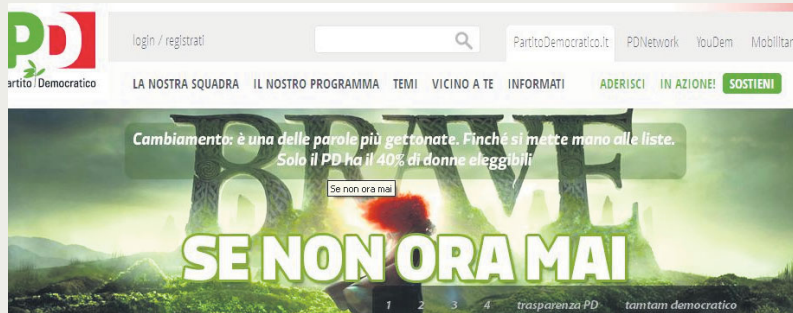 PD
artito Democratico
login / registrati
PartitoDemocratico.it PDNetwork YouDem Mobilitan
LA NOSTRA SQUADRA IL NOSTRO PROGRAMMA TEMI VICINO A TE INFORMATI ADERISCI IN AZIONE! SOSTIENI
BRAVE
Cambiamento: è una delle parole più gettonate. Finché si mette mano alle liste.
Solo il PD ha il 40% di donne eleggibili
Se non ora mai
SE NON ORA MAI
1 2 3 4 trasparenza PD tamtam democratico